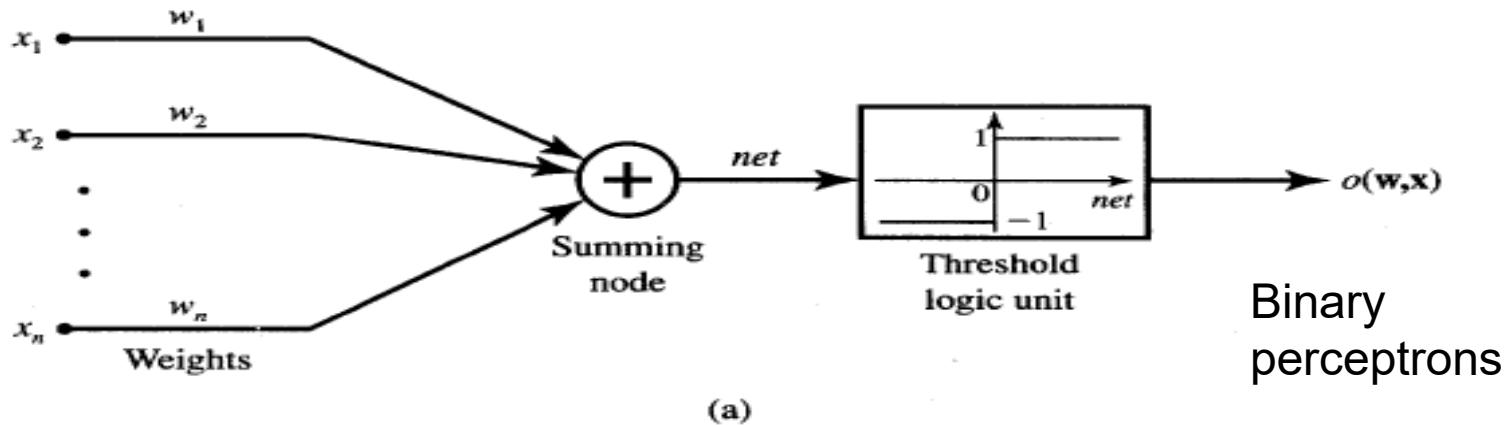 w₁
x₁
w₂
x₂
net
1
0
net
−1
o(w,x)
Summing
node
Threshold
logic unit
wₙ
xₙ
Weights
Binary
perceptrons
(a)